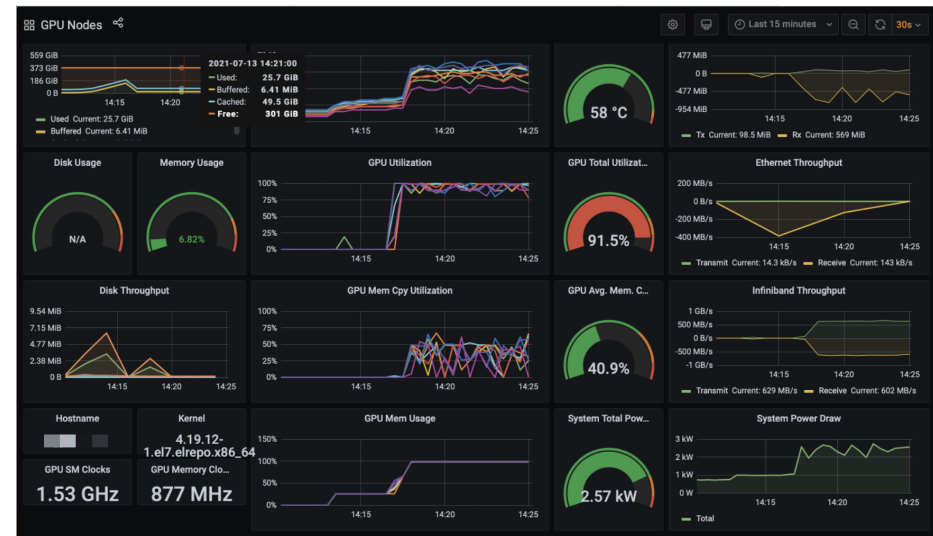 GPU Nodes
Last 15 minutes
30s
559 GiB
373 GiB
186 GiB
0 B
14:15 14:20
Used Current: 25.7 GiB
Buffered Current: 6.41 MiB
2021-07-13 14:21:00
Used: 25.7 GiB
Buffered: 6.41 MiB
Cached: 49.5 GiB
Free: 301 GiB
14:15 14:20 14:25
58 °C
477 MiB
0 B
-477 MiB
-954 MiB
14:15 14:20 14:25
Tx Current: 98.5 MiB Rx Current: 569 MiB
Disk Usage
N/A
Memory Usage
6.82%
GPU Utilization
100%
75%
50%
25%
0%
14:15 14:20 14:25
GPU Total Utilizat...
91.5%
Ethernet Throughput
200 MB/s
0 B/s
-200 MB/s
-400 MB/s
14:15 14:20 14:25
Transmit Current: 14.3 kB/s Receive Current: 143 kB/s
Disk Throughput
9.54 MiB
7.15 MiB
4.77 MiB
2.38 MiB
0 B
14:15 14:20 14:25
GPU Mem Cpy Utilization
100%
75%
50%
25%
0%
14:15 14:20 14:25
GPU Avg. Mem. C...
40.9%
Infiniband Throughput
1 GB/s
500 MB/s
0 B/s
-500 MB/s
-1 GB/s
14:15 14:20 14:25
Transmit Current: 629 MB/s Receive Current: 602 MB/s
Hostname
Kernel
4.19.12-
1.el7.elrepo.x86_64
GPU SM Clocks
1.53 GHz
GPU Memory Clo...
877 MHz
GPU Mem Usage
150%
100%
50%
0%
14:15 14:20 14:25
System Total Pow...
2.57 kW
System Power Draw
3 kW
2 kW
1 kW
0 W
14:15 14:20 14:25
Total